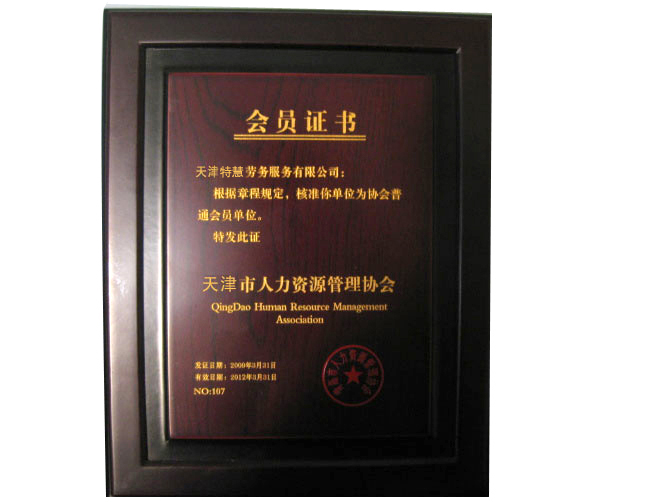 会员证书
天津特慧劳务服务有限公司：
根据章程规定，核准你单位为协会普
通会员单位。
特发此证
天津市人力资源管理协会
QingDao Human Resource Management
Association
发证日期：2009年3月31日
有效日期：2012年3月31日
NO:107